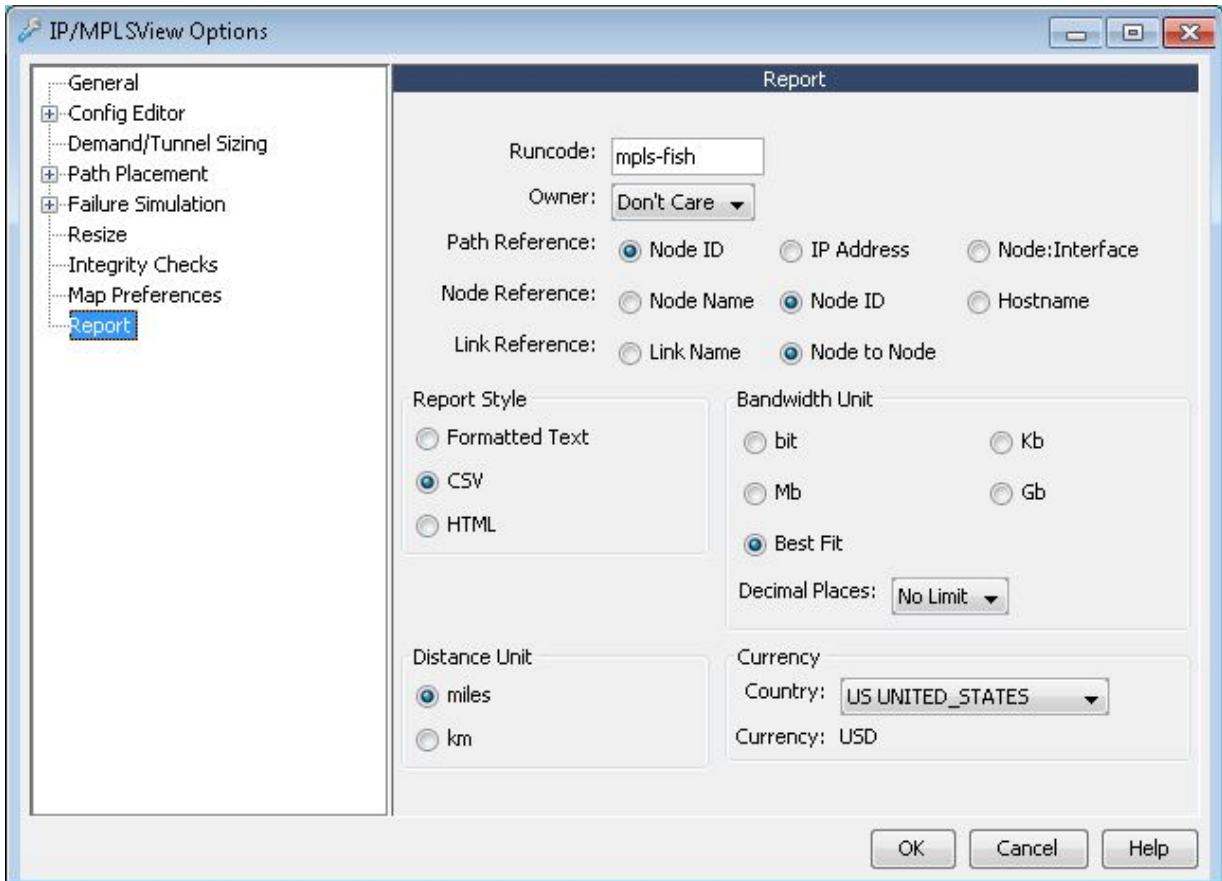 IP/MPLSView Options
General
Config Editor
Demand/Tunnel Sizing
Path Placement
Failure Simulation
Resize
Integrity Checks
Map Preferences
Report
Report
Runcode: mpls-fish
Owner: Don't Care
Path Reference: Node ID IP Address Node:Interface
Node Reference: Node Name Node ID Hostname
Link Reference: Link Name Node to Node
Report Style
Formatted Text
CSV
HTML
Bandwidth Unit
bit Kb
Mb Gb
Best Fit
Decimal Places: No Limit
Distance Unit
miles
km
Currency
Country: US UNITED_STATES
Currency: USD
OK Cancel Help